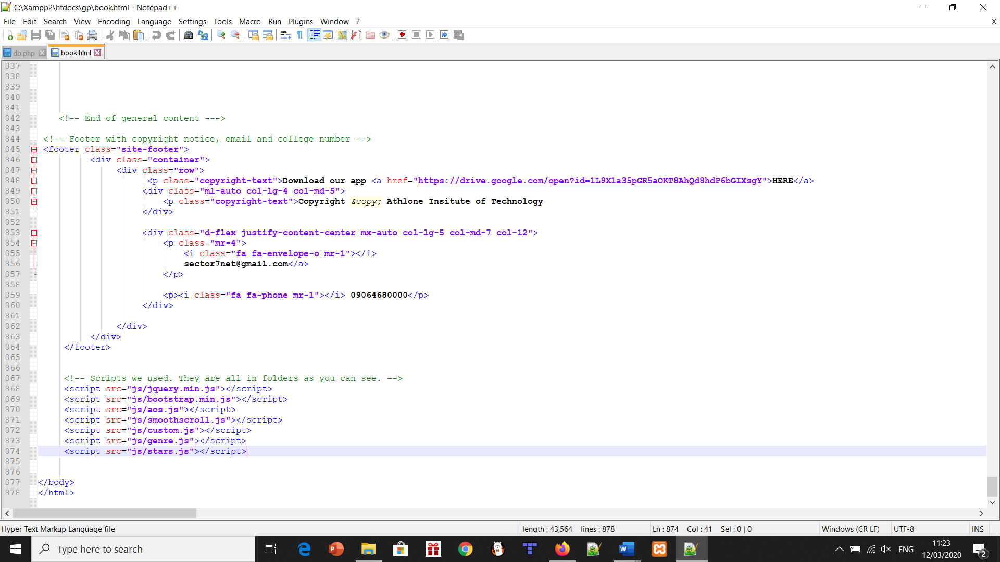 C:\Xampp2\htdocs\gp\book.html - Notepad++
File Edit Search View Encoding Language Settings Tools Macro Run Plugins Window ? X
db.php book.html
837
838
839
840
841
842 <!-- End of general content --->
843
844 <!-- Footer with copyright notice, email and college number -->
845 <footer class="site-footer">
846 <div class="container">
847 <div class="row">
848 <p class="copyright-text">Download our app <a href="https://drive.google.com/open?id=1L9X1a35pGR5aOKT8AhQd8hdP6bGIXsgY">HERE</a>
849 <div class="ml-auto col-lg-4 col-md-5">
850 <p class="copyright-text">Copyright &copy; Athlone Insitute of Technology
851 </div>
852
853 <div class="d-flex justify-content-center mx-auto col-lg-5 col-md-7 col-12">
854 <p class="mr-4">
855 <i class="fa fa-envelope-o mr-1"></i>
856 sector7net@gmail.com</a>
857 </p>
858
859 <p><i class="fa fa-phone mr-1"></i> 09064680000</p>
860 </div>
861
862 </div>
863 </div>
864 </footer>
865
866
867 <!-- Scripts we used. They are all in folders as you can see. -->
868 <script src="js/jquery.min.js"></script>
869 <script src="js/bootstrap.min.js"></script>
870 <script src="js/aos.js"></script>
871 <script src="js/smoothscroll.js"></script>
872 <script src="js/custom.js"></script>
873 <script src="js/genre.js"></script>
874 <script src="js/stars.js"></script>
875
876
877 </body>
878 </html>
Hyper Text Markup Language file length : 43,564 lines : 878 Ln : 874 Col : 41 Sel : 0 | 0 Windows (CR LF) UTF-8 INS
Type here to search ENG 11:23
12/03/2020 2